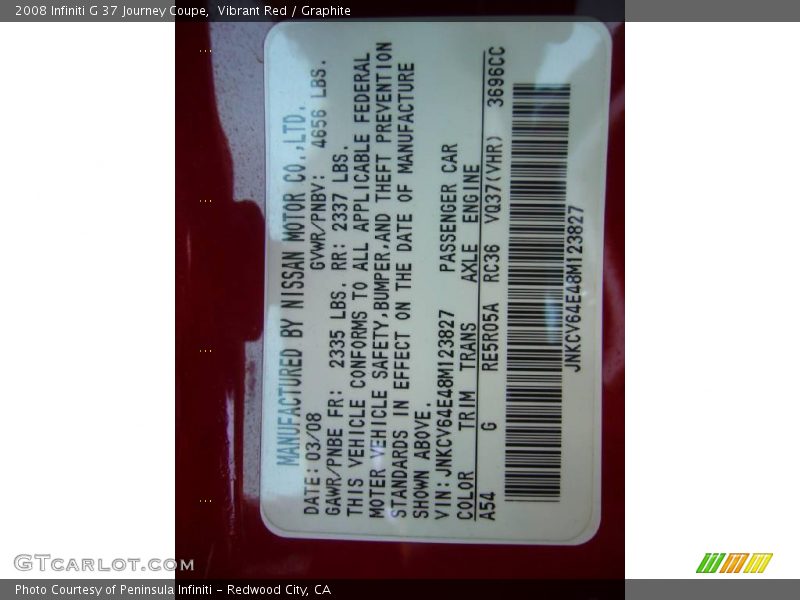 2008 Infiniti G 37 Journey Coupe,  Vibrant Red / Graphite
MANUFACTURED BY NISSAN MOTOR CO.,LTD.
DATE:03/08 GVWR/PNBV: 4656 LBS.
GAWR/PNBE FR: 2335 LBS. RR: 2337 LBS.
THIS VEHICLE CONFORMS TO ALL APPLICABLE FEDERAL
MOTER VEHICLE SAFETY,BUMPER,AND THEFT PREVENTION
STANDARDS IN EFFECT ON THE DATE OF MANUFACTURE
SHOWN ABOVE.
VIN:JNKCV64E48M123827 PASSENGER CAR
COLOR TRIM TRANS AXLE ENGINE
A54 G RE5R05A RC36 VQ37(VHR) 3696CC
JNKCV64E48M123827
GTcarlot.com
Photo Courtesy of Peninsula Infiniti – Redwood City, CA